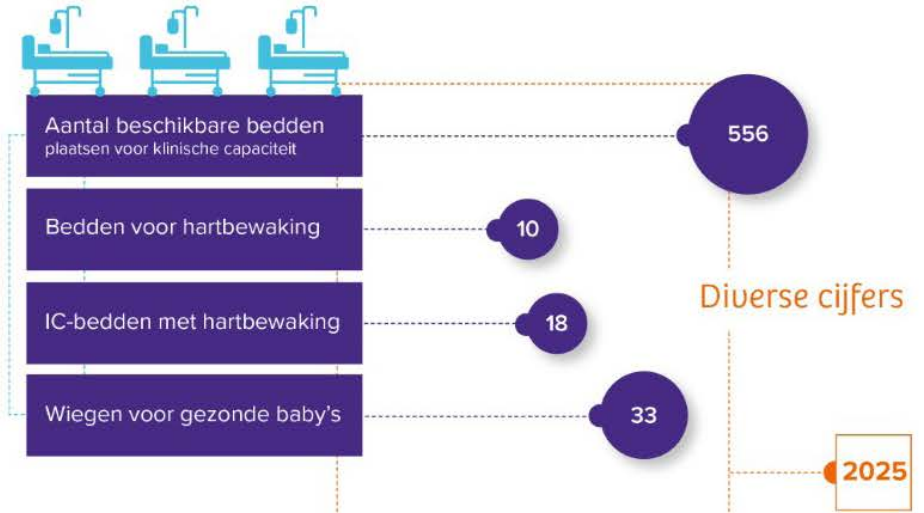 Aantal beschikbare bedden
plaatsen voor klinische capaciteit
556
Bedden voor hartbewaking
10
Diverse cijfers
IC-bedden met hartbewaking
18
Wiegen voor gezonde baby's
33
2025